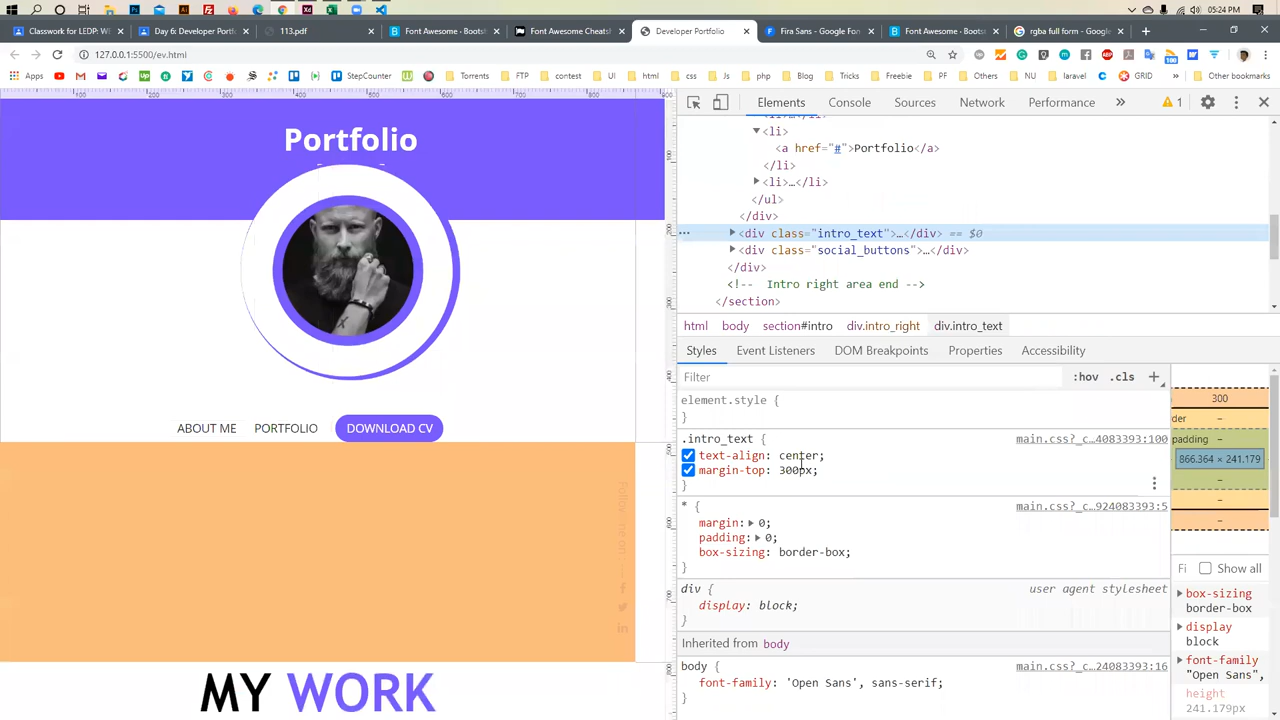 Classwork for LEDP: W
Day 6: Developer Portfo
113.pdf
Font Awesome - Bootst
Font Awesome Cheatsh
Developer Portfolio
Fira Sans - Google Fon
Font Awesome - Bootst
rgba full form - Google
05:24 PM
127.0.0.1:5500/ev.html
Apps
StepCounter
Torrents
FTP
contest
UI
html
css
Js
php
Blog
Tricks
Freebie
PF
Others
NU
laravel
GRID
Other bookmarks
Portfolio
ABOUT ME
PORTFOLIO
DOWNLOAD CV
Follow me on :
MY WORK
Elements
Console
Sources
Network
Performance
»
1
<li>…</li>
<li>
<a href="#">Portfolio</a>
</li>
<li>…</li>
</ul>
</div>
<div class="intro_text">…</div> == $0
<div class="social_buttons">…</div>
</div>
<!--  Intro right area end -->
</section>
html
body
section#intro
div.intro_right
div.intro_text
Styles
Event Listeners
DOM Breakpoints
Properties
Accessibility
Filter
:hov
.cls
+
element.style {
}
.intro_text {
main.css?_c…4083393:100
text-align: center;
margin-top: 300px;
}
* {
main.css?_c…924083393:5
margin: 0;
padding: 0;
box-sizing: border-box;
}
div {
user agent stylesheet
display: block;
}
Inherited from body
body {
main.css?_c…24083393:16
font-family: 'Open Sans', sans-serif;
}
300
der
–
padding
–
866.364 × 241.179
–
–
–
Fi
Show all
box-sizing
border-box
display
block
font-family
"Open Sans",
height
241.179px